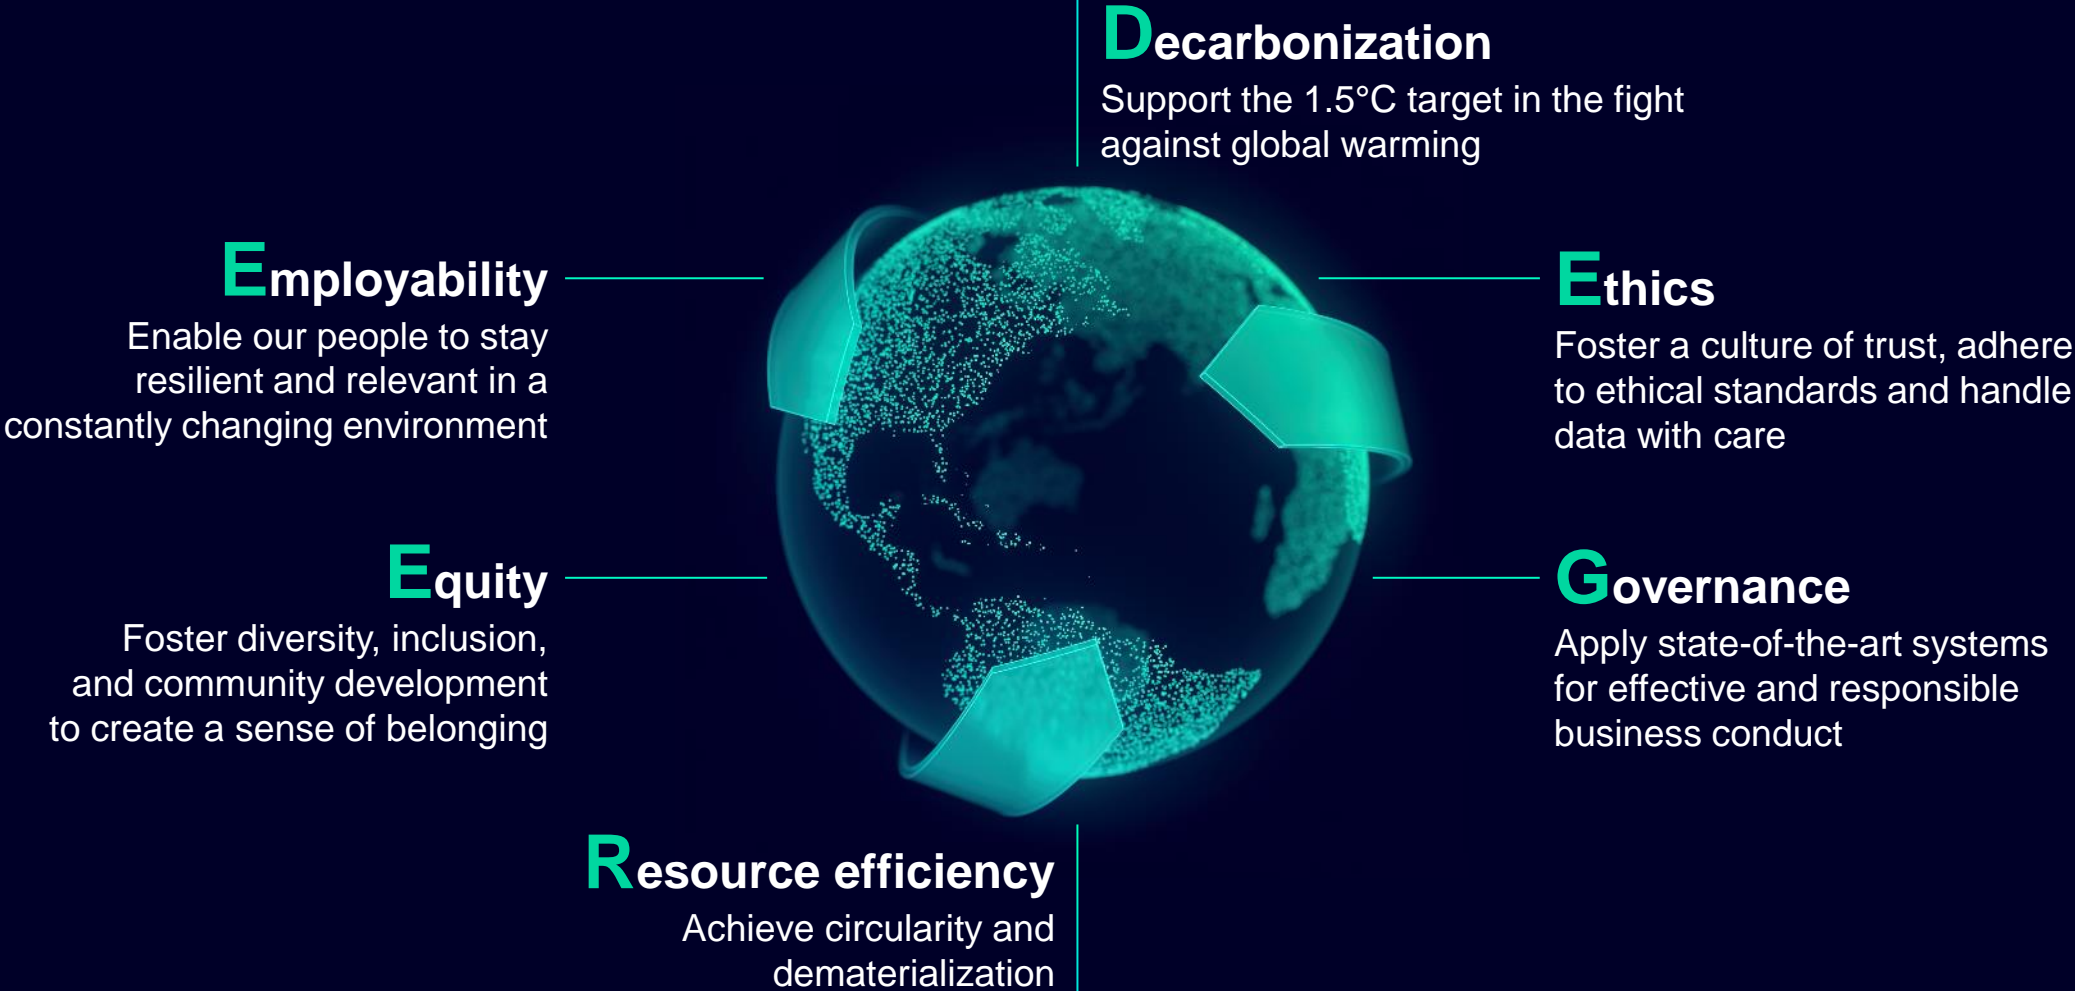 Decarbonization
Support the 1.5°C target in the fight
against global warming
Ethics
Foster a culture of trust, adhere
to ethical standards and handle
data with care
Governance
Apply state-of-the-art systems
for effective and responsible
business conduct
Resource efficiency
Achieve circularity and
dematerialization
Equity
Foster diversity, inclusion,
and community development
to create a sense of belonging
Employability
Enable our people to stay
resilient and relevant in a
constantly changing environment